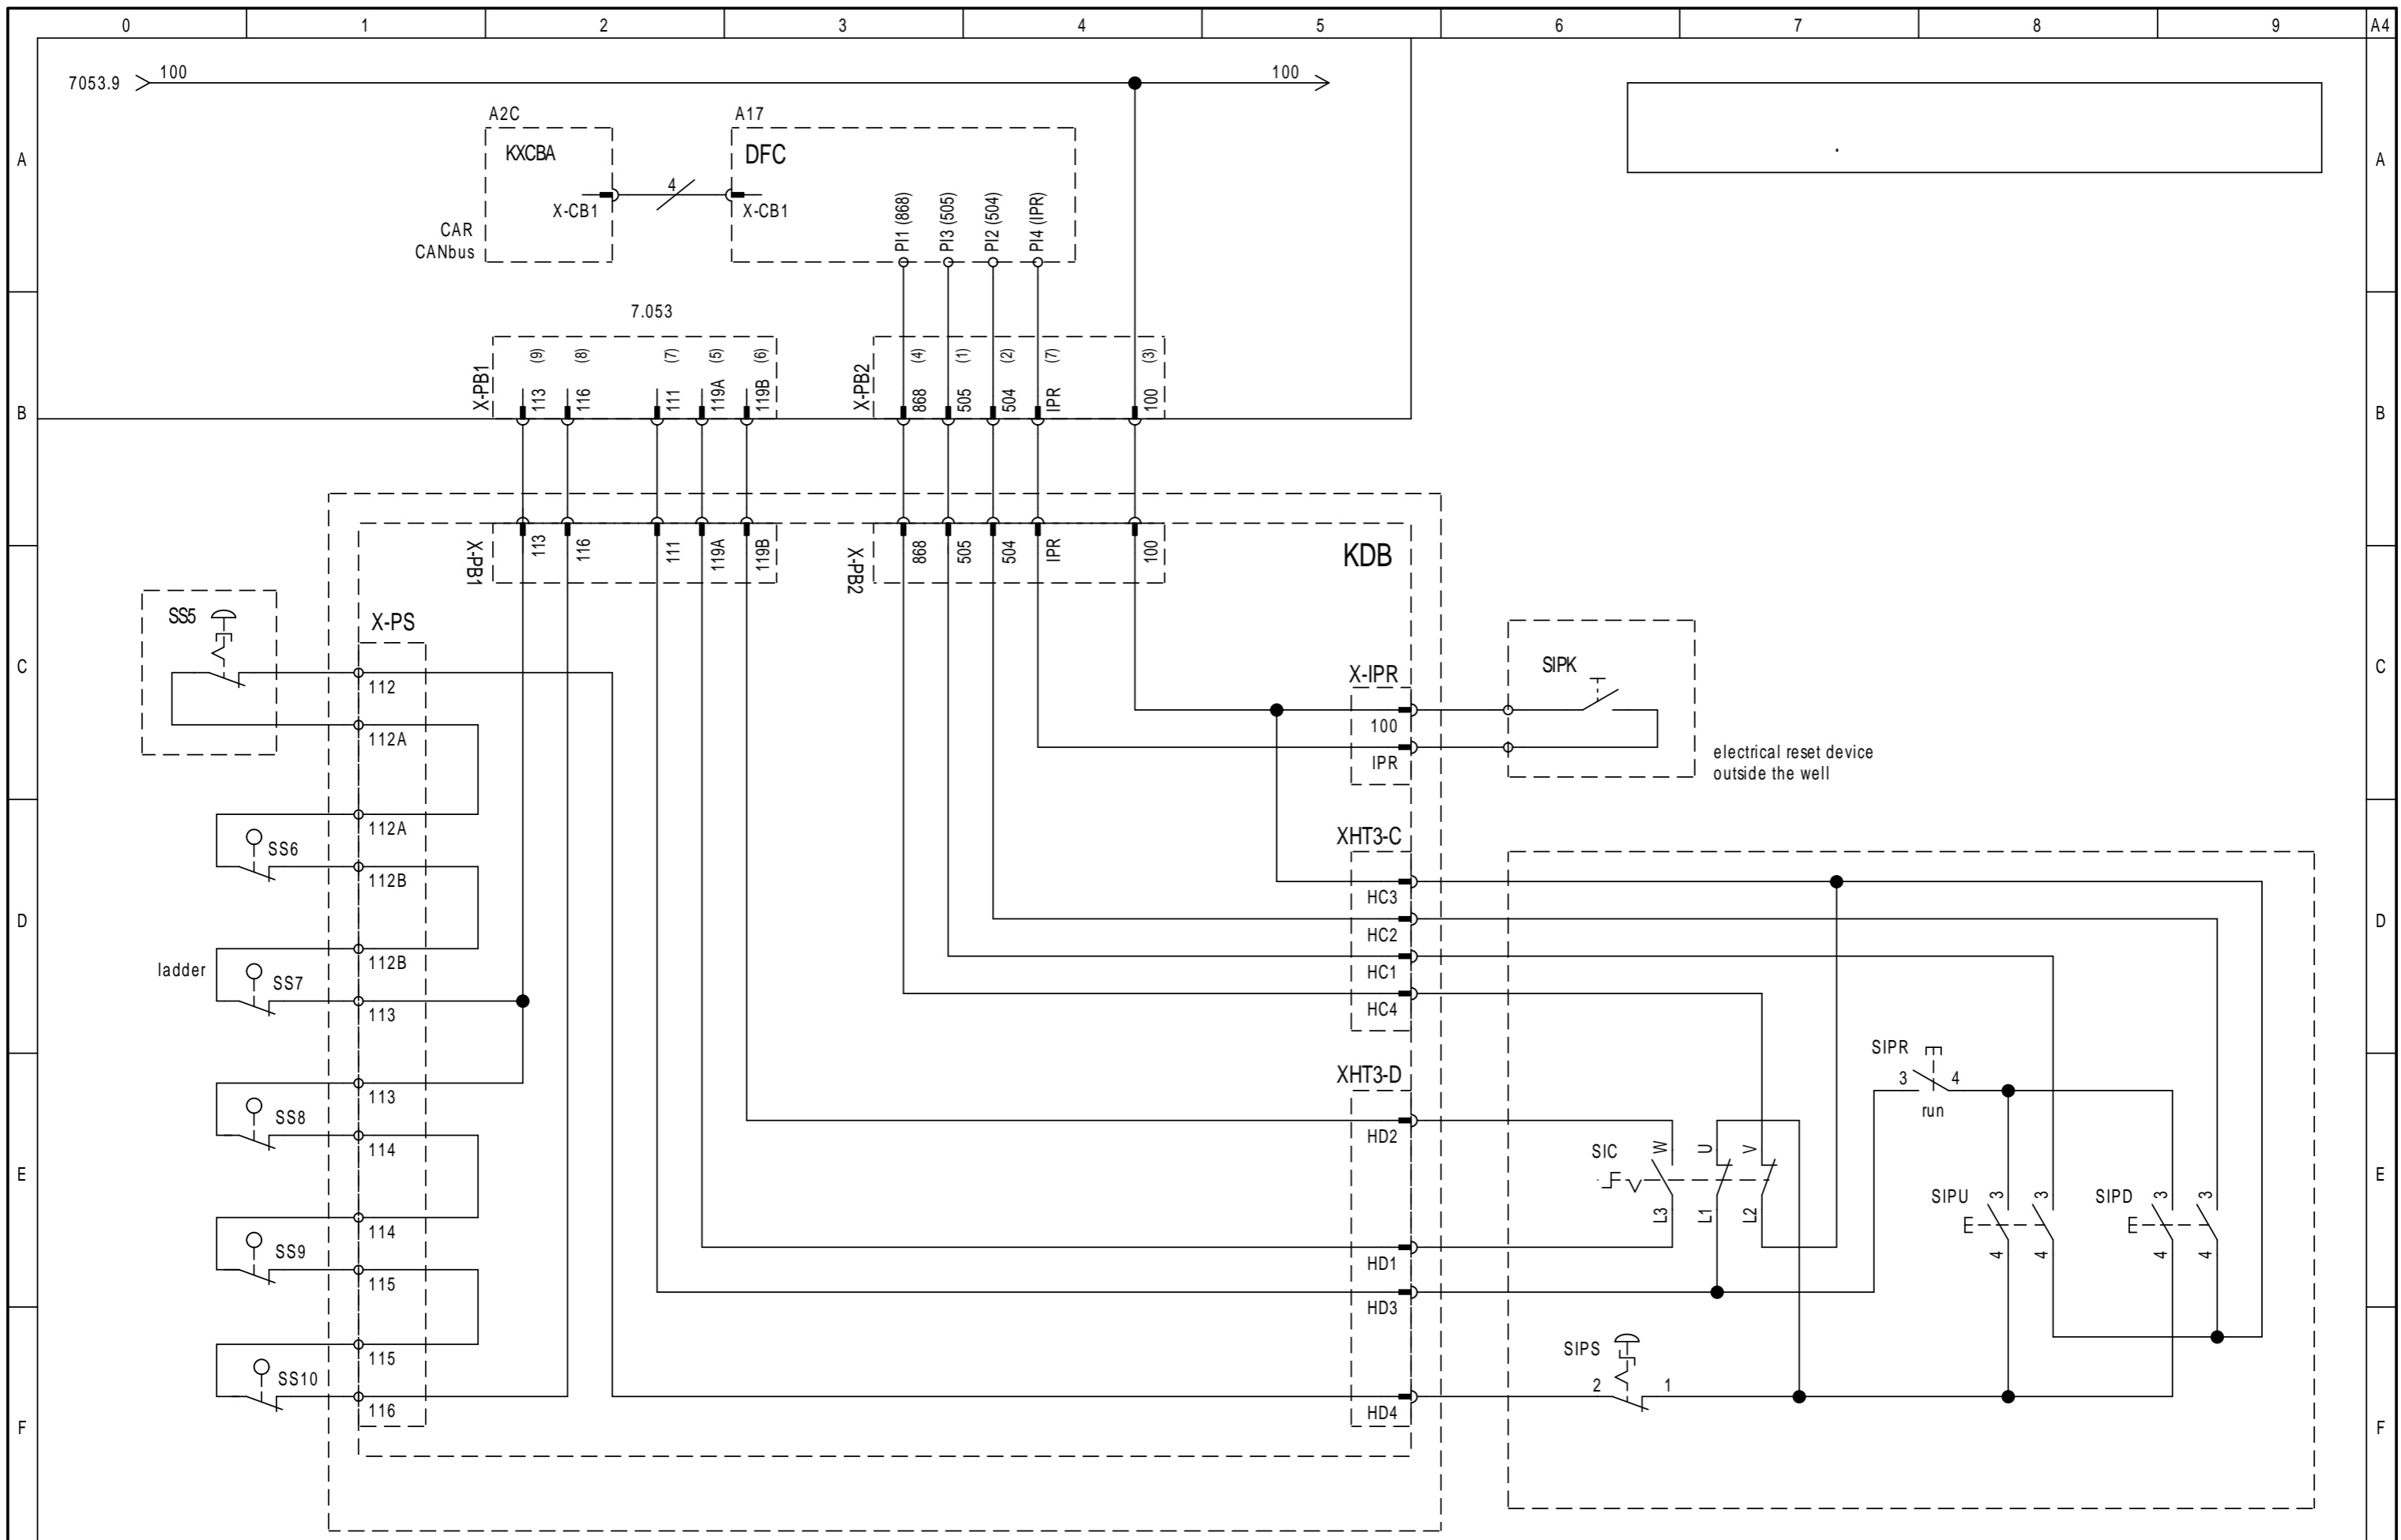 0 1 2 3 4 5 6 7 8 9 A4
7053.9 100 100
A2C A17
KXCBA DFC
A A
4
X-CB1 X-CB1
CAR
CANbus
PI1 (868) PI3 (505) PI2 (504) PI4 (IPR)
7.053
(9) (8) (7) (5) (6) (4) (1) (2) (7) (3)
X-PB1 113 116 111 119A 119B X-PB2 868 505 504 IPR 100
B B
X-PB1 113 116 111 119A 119B X-PB2 868 505 504 IPR 100
KDB
SS5
X-PS
C C
112
112A
X-IPR
100
IPR
SIPK
electrical reset device
outside the well
112A
SS6
112B
XHT3-C
HC3
D D
HC2
ladder
112B
SS7
HC1
113
HC4
113
SS8
114
XHT3-D
HD2
SIPR
3 4
run
E E
SIC W U V
L3 L1 L2
SIPU 3 3
4 4
SIPD 3 3
4 4
114
SS9
115
HD1
HD3
115
SS10
116
SIPS
2 1
HD4
F F